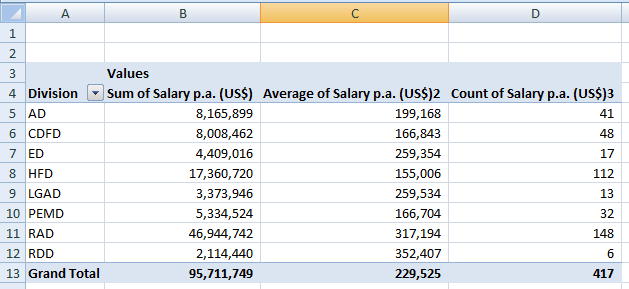 A B C D
1
2
3 Values
4 Division Sum of Salary p.a. (US$) Average of Salary p.a. (US$)2 Count of Salary p.a. (US$)3
5 AD 8,165,899 199,168 41
6 CDFD 8,008,462 166,843 48
7 ED 4,409,016 259,354 17
8 HFD 17,360,720 155,006 112
9 LGAD 3,373,946 259,534 13
10 PEMD 5,334,524 166,704 32
11 RAD 46,944,742 317,194 148
12 RDD 2,114,440 352,407 6
13 Grand Total 95,711,749 229,525 417